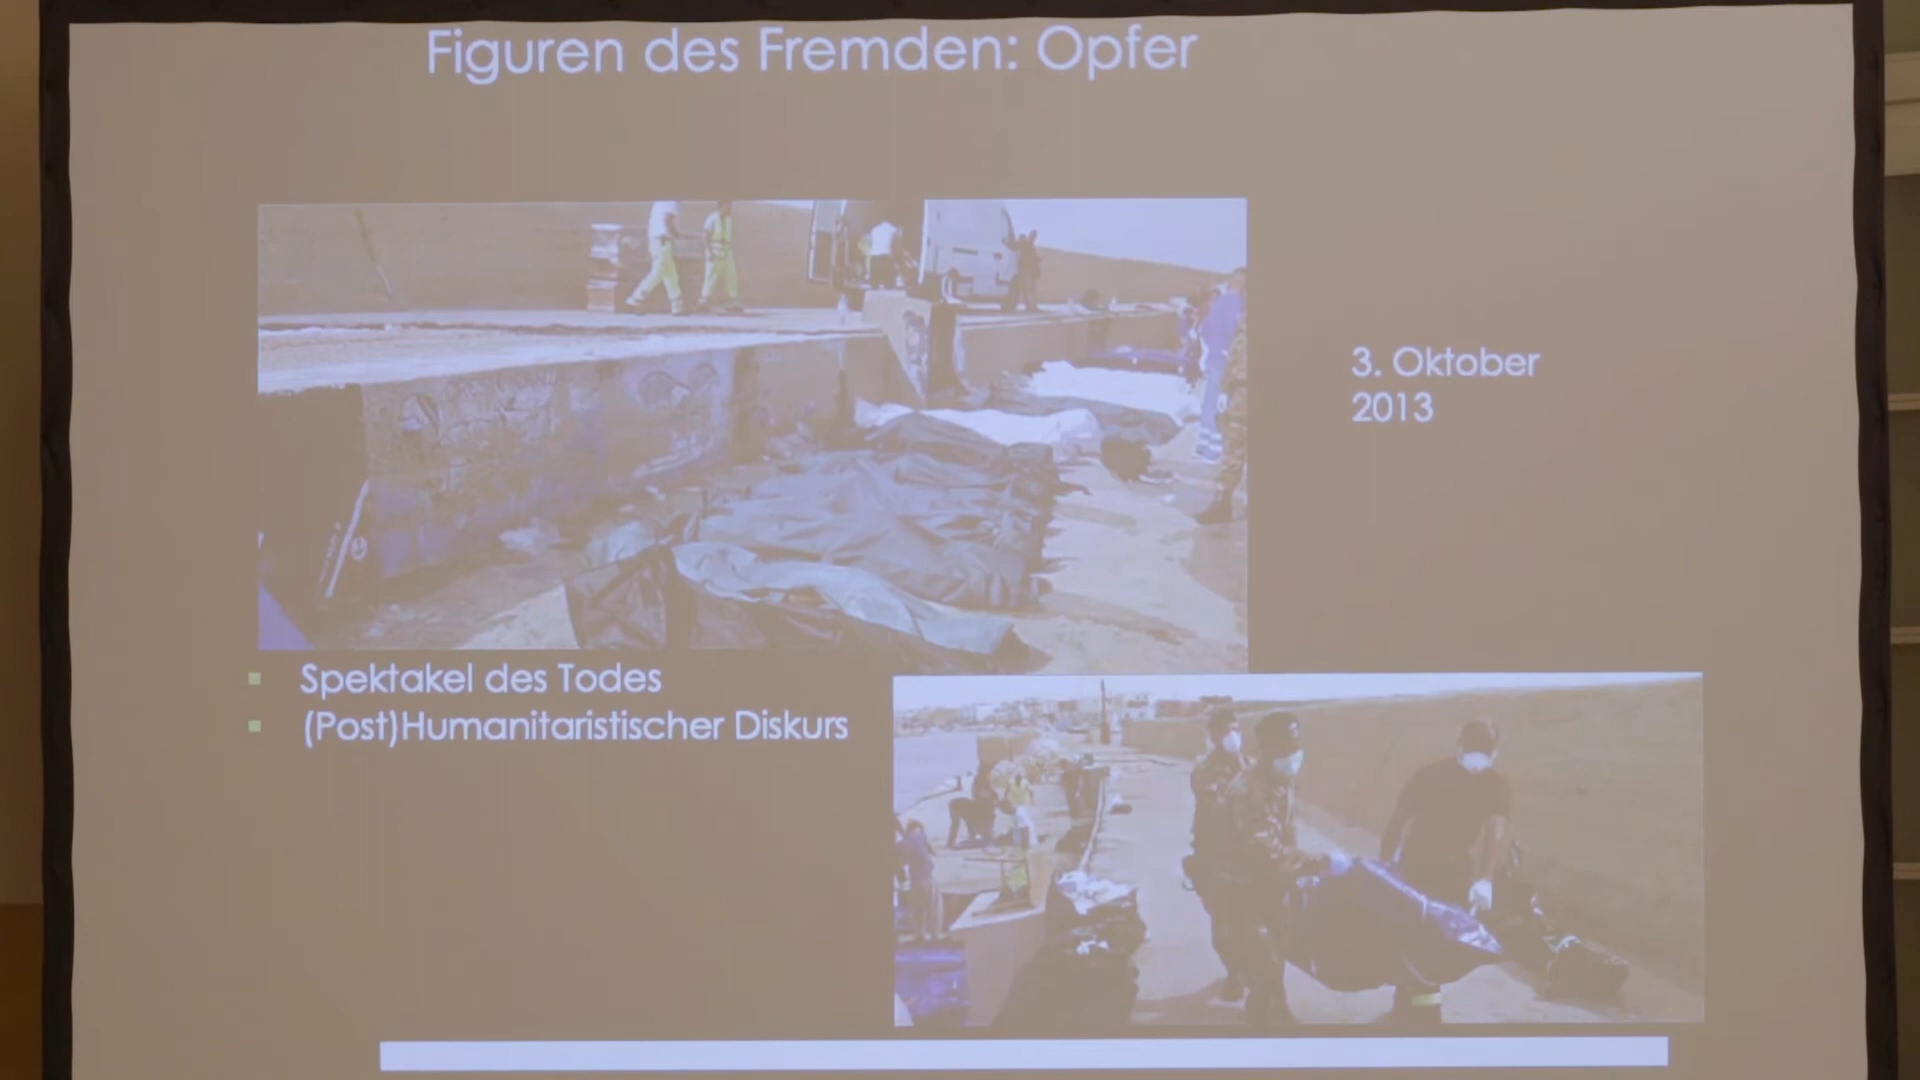 Figuren des Fremden: Opfer
3. Oktober
2013
Spektakel des Todes
(Post)Humanitaristischer Diskurs